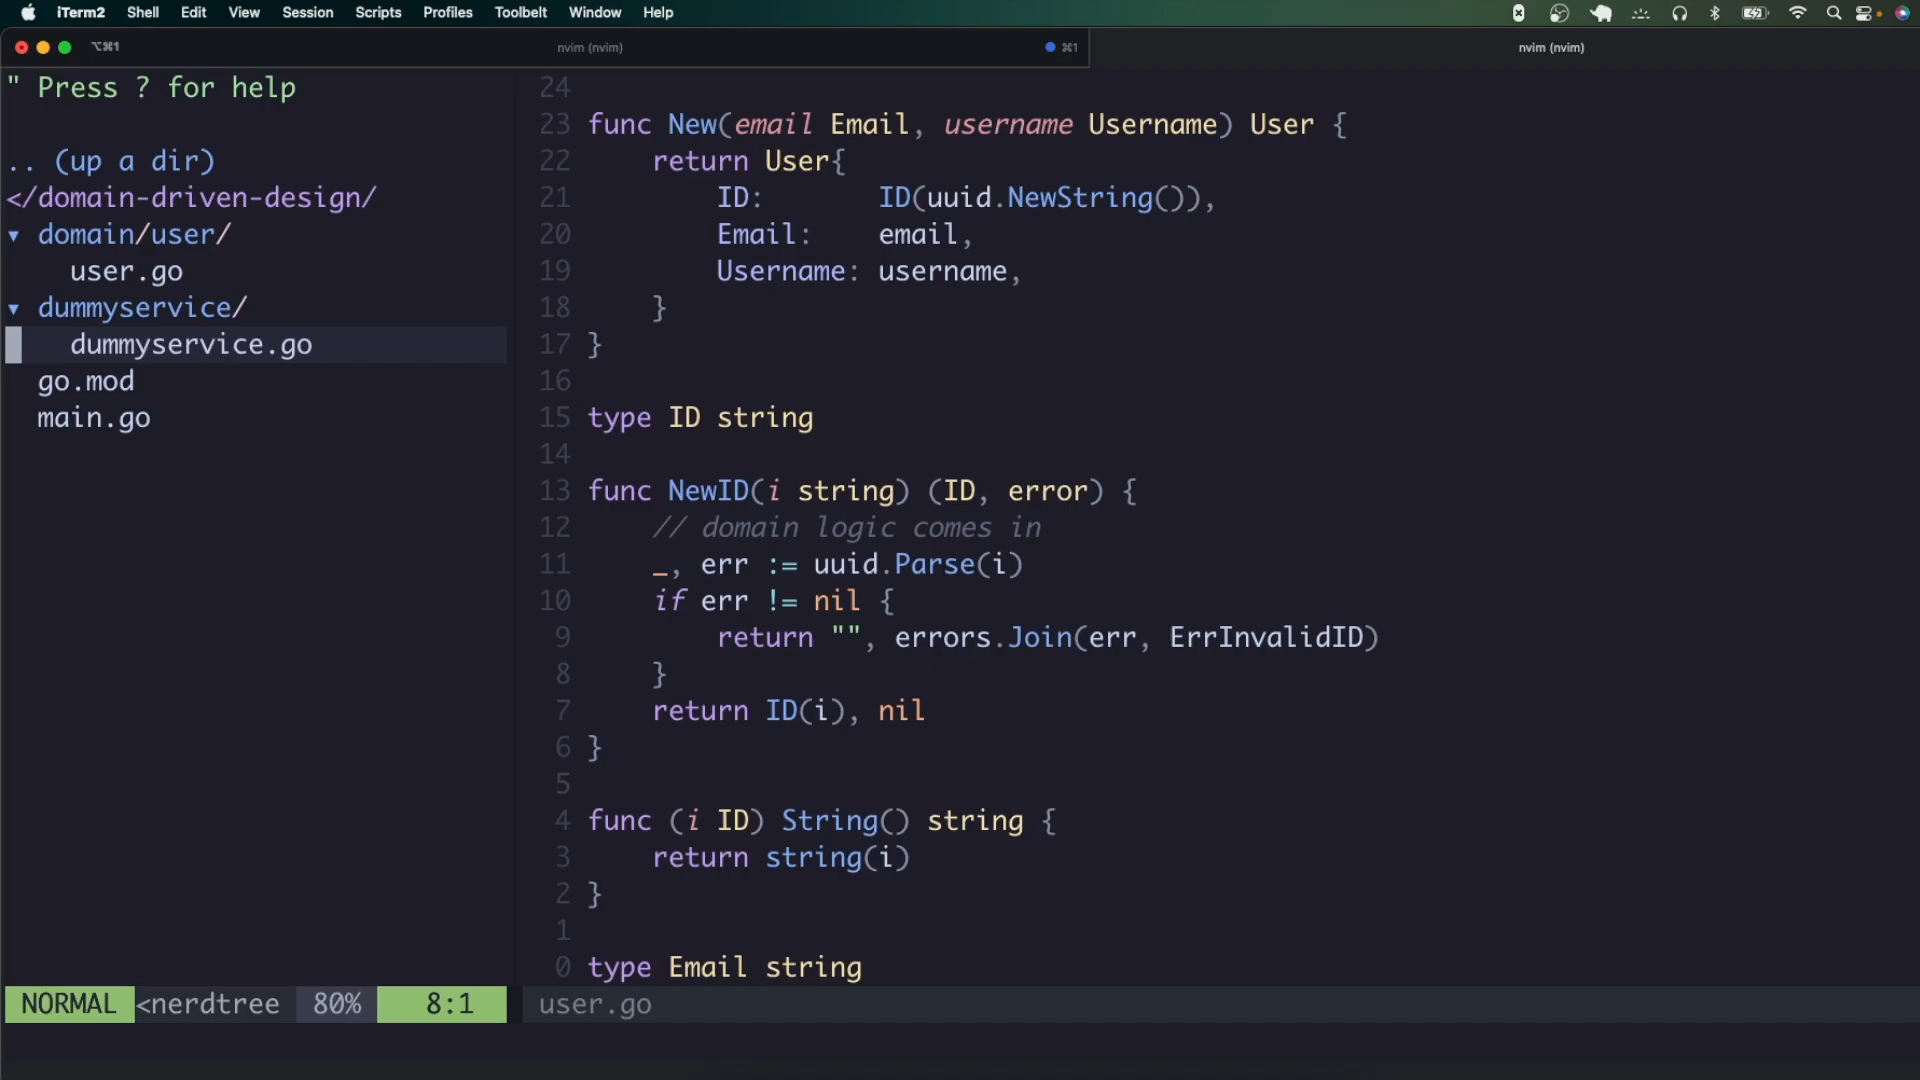 iTerm2 Shell Edit View Session Scripts Profiles Toolbelt Window Help
⌥⌘1 nvim (nvim) ⌘1 nvim (nvim)
" Press ? for help
.. (up a dir)
</domain-driven-design/
▾ domain/user/
user.go
▾ dummyservice/
dummyservice.go
go.mod
main.go
24
23 func New(email Email, username Username) User {
22 return User{
21 ID: ID(uuid.NewString()),
20 Email: email,
19 Username: username,
18 }
17 }
16
15 type ID string
14
13 func NewID(i string) (ID, error) {
12 // domain logic comes in
11 _, err := uuid.Parse(i)
10 if err != nil {
9 return "", errors.Join(err, ErrInvalidID)
8 }
7 return ID(i), nil
6 }
5
4 func (i ID) String() string {
3 return string(i)
2 }
1
0 type Email string
NORMAL <nerdtree 80% 8:1 user.go